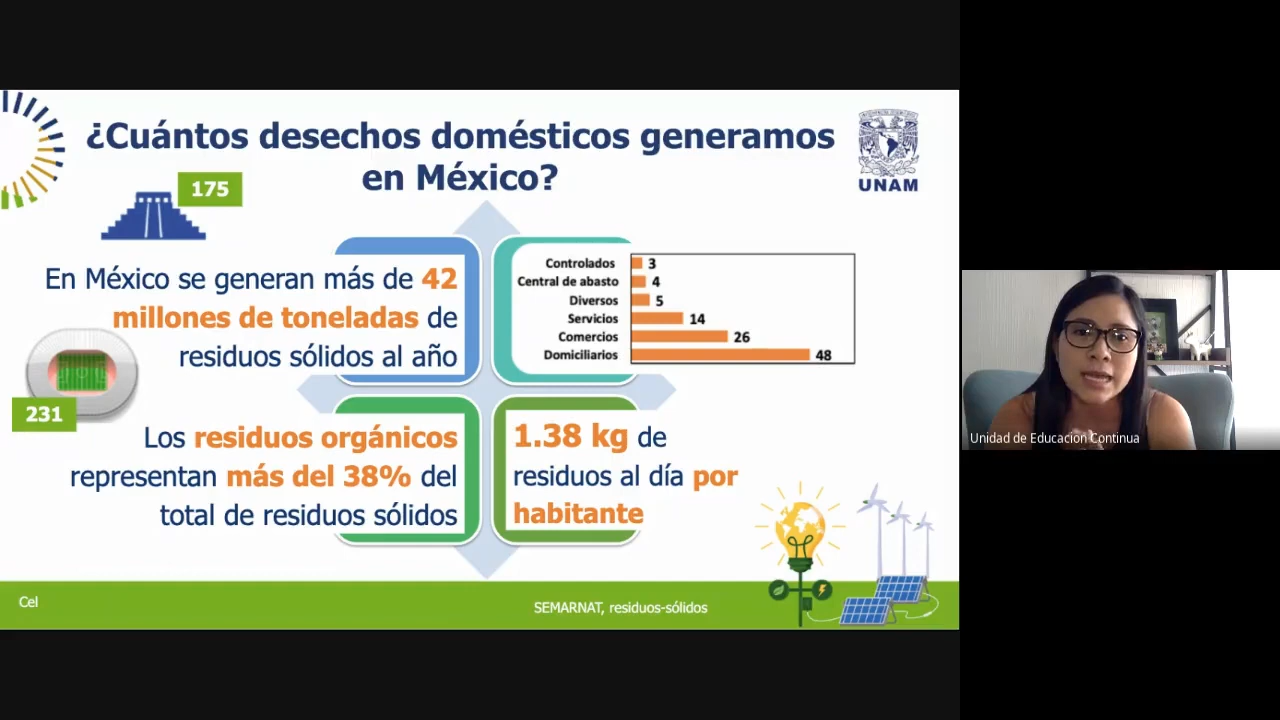 ¿Cuántos desechos domésticos generamos
en México?
UNAM
175
En México se generan más de 42
millones de toneladas de
residuos sólidos al año
231
Controlados 3
Central de abasto 4
Diversos 5
Servicios 14
Comercios 26
Domiciliarios 48
Los residuos orgánicos
representan más del 38% del
total de residuos sólidos
1.38 kg de
residuos al día por
habitante
Cel
SEMARNAT, residuos-sólidos
Unidad de Educacion Continua